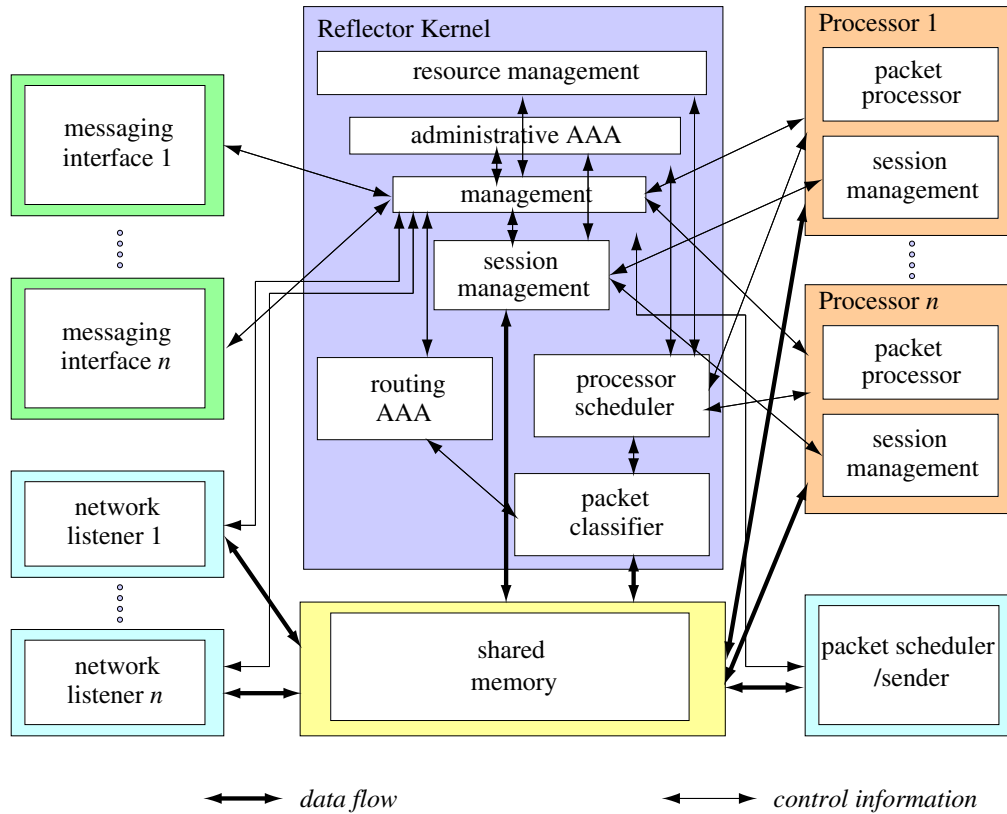 Reflector Kernel
resource management
administrative AAA
management
session
management
routing
AAA
processor
scheduler
packet
classifier
messaging
interface 1
messaging
interface n
network
listener 1
network
listener n
shared
memory
Processor 1
packet
processor
session
management
Processor n
packet
processor
session
management
packet scheduler
/sender
data flow
control information